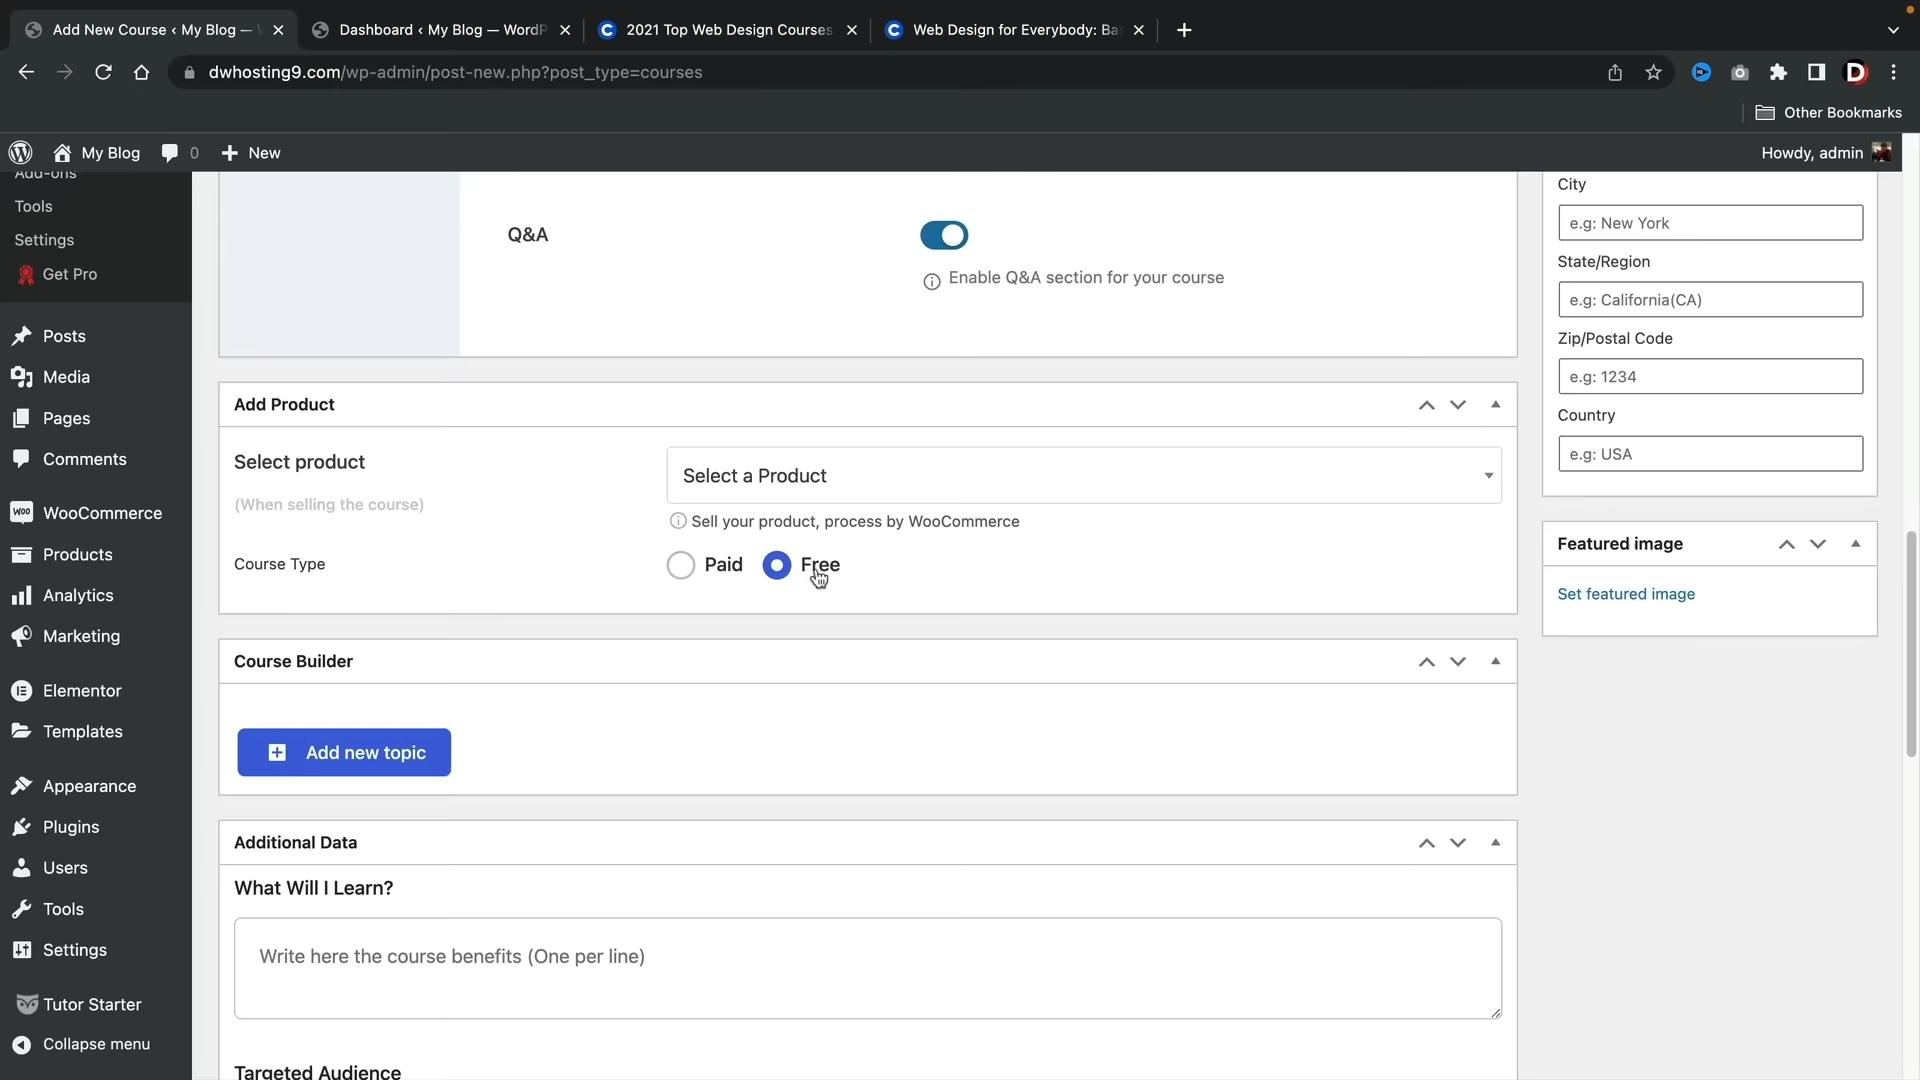 Add New Course ‹ My Blog —
Dashboard ‹ My Blog — WordP
2021 Top Web Design Courses
Web Design for Everybody: Ba
dwhosting9.com/wp-admin/post-new.php?post_type=courses
Other Bookmarks
My Blog
0
New
Howdy, admin
Add-ons
Tools
Settings
Get Pro
Posts
Media
Pages
Comments
WooCommerce
Products
Analytics
Marketing
Elementor
Templates
Appearance
Plugins
Users
Tools
Settings
Tutor Starter
Collapse menu
Q&A
Enable Q&A section for your course
Add Product
Select product
(When selling the course)
Select a Product
Sell your product, process by WooCommerce
Course Type
Paid
Free
Course Builder
Add new topic
Additional Data
What Will I Learn?
Write here the course benefits (One per line)
Targeted Audience
City
e.g: New York
State/Region
e.g: California(CA)
Zip/Postal Code
e.g: 1234
Country
e.g: USA
Featured image
Set featured image